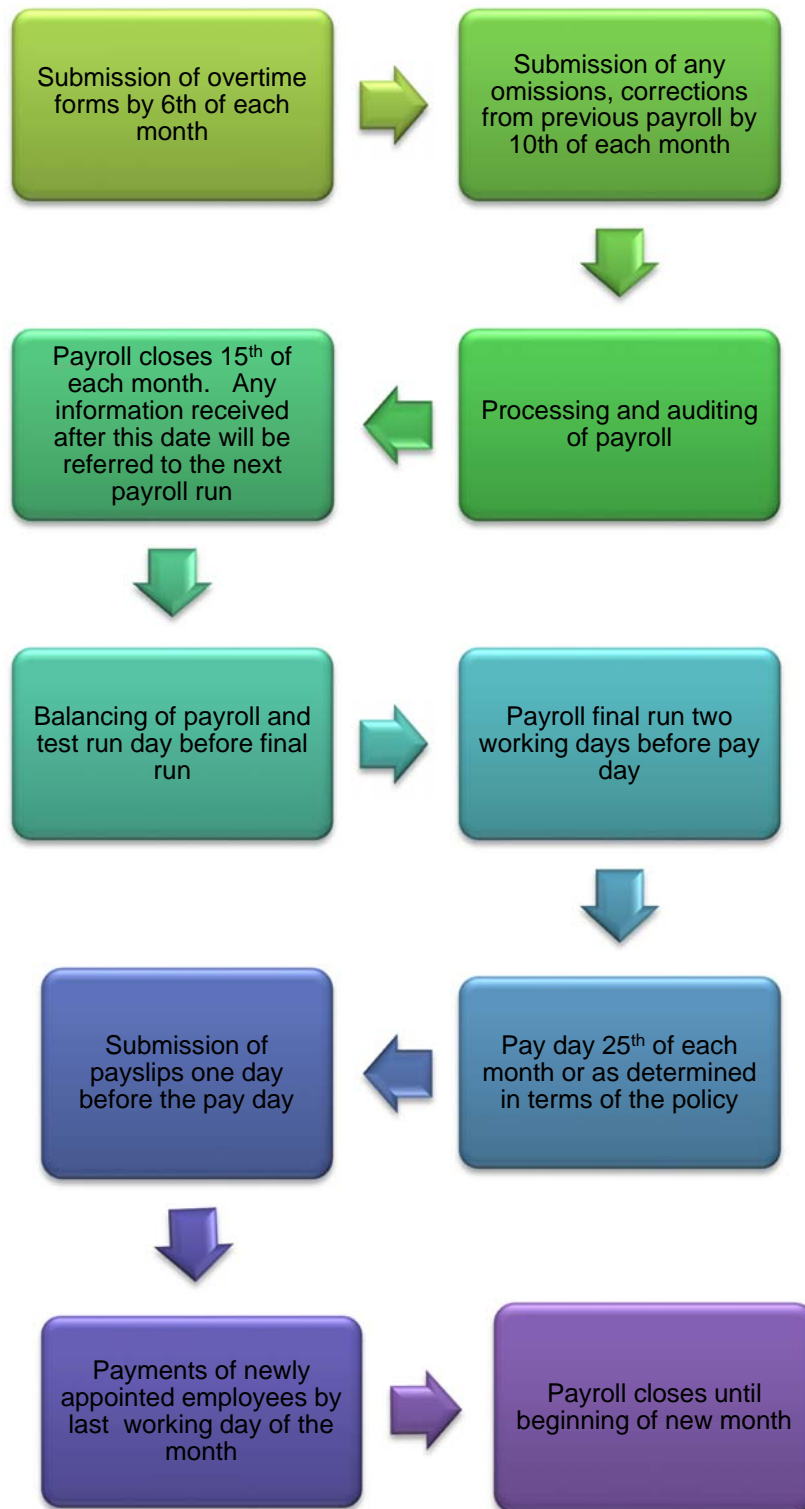 Submission of overtime
forms by 6th of each
month
Submission of any
omissions, corrections
from previous payroll by
10th of each month
Processing and auditing
of payroll
Payroll closes 15th of
each month.   Any
information received
after this date will be
referred to the next
payroll run
Balancing of payroll and
test run day before final
run
Payroll final run two
working days before pay
day
Pay day 25th of each
month or as determined
in terms of the policy
Submission of
payslips one day
before the pay day
Payments of newly
appointed employees by
last  working day of the
month
Payroll closes until
beginning of new month